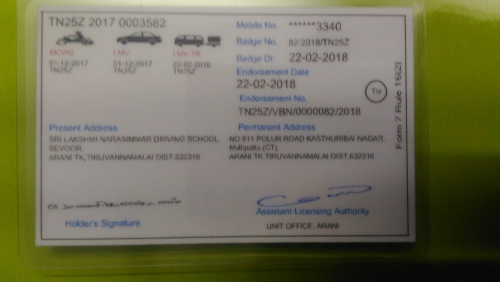 TN25Z 2017 0003582
MCWG LMV LMV-TR
01-12-2017 01-12-2017 22-02-2018
TN25Z TN25Z TN25Z
Mobile No. ******3340
Badge No. 82/2018/TN25Z
Badge Dt 22-02-2018
Endorsement Date
22-02-2018
Endorsement No.
TN25Z/VBN/0000082/2018
TN
Form 7 Rule 16(2)
Present Address
SRI LAKSHMI NARASIMMAR DRIVING SCHOOL
SEVOOR,
ARANI TK,TIRUVANNAMALAI DIST,632316
Permanent Address
NO 611 POLUR ROAD KASTHURIBAI NAGAR,
(CT),
ARANI TK,TIRUVANNAMALAI DIST,632316
Holder's Signature
Assistant Licensing Authority
UNIT OFFICE, ARANI